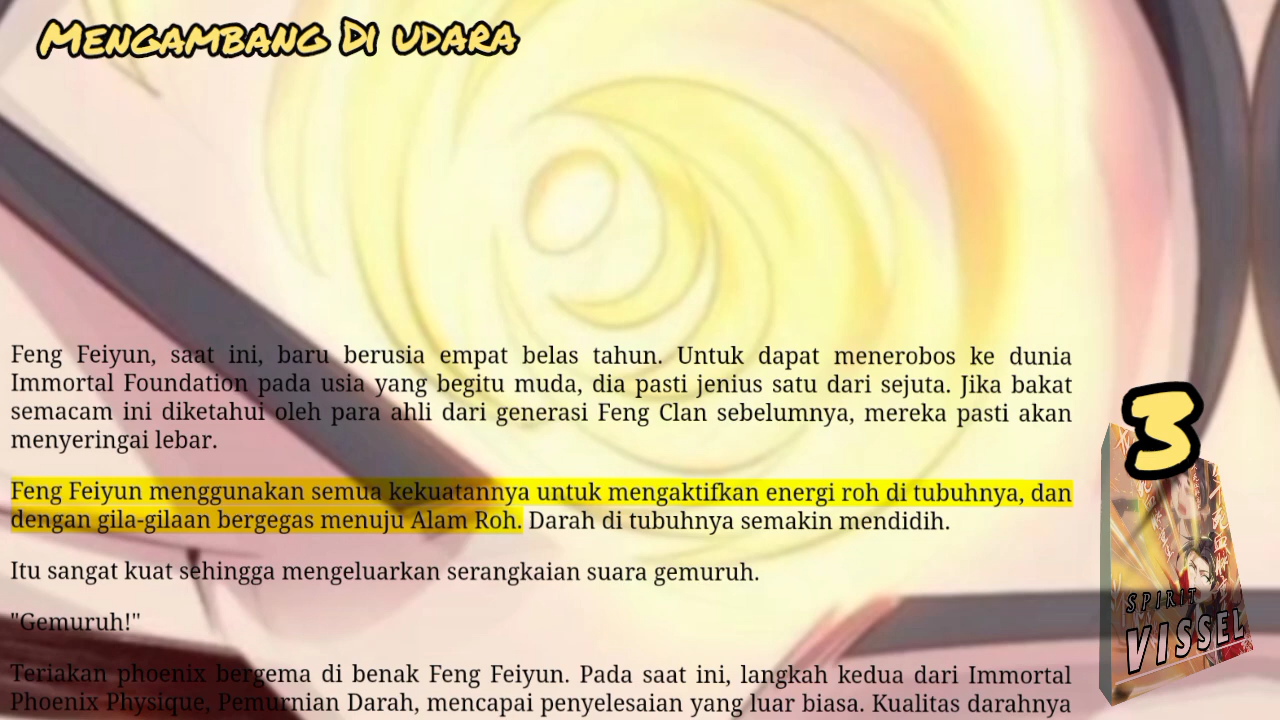 Mengambang Di udara
Feng Feiyun, saat ini, baru berusia empat belas tahun. Untuk dapat menerobos ke dunia
Immortal Foundation pada usia yang begitu muda, dia pasti jenius satu dari sejuta. Jika bakat
semacam ini diketahui oleh para ahli dari generasi Feng Clan sebelumnya, mereka pasti akan
menyeringai lebar.
Feng Feiyun menggunakan semua kekuatannya untuk mengaktifkan energi roh di tubuhnya, dan
dengan gila-gilaan bergegas menuju Alam Roh. Darah di tubuhnya semakin mendidih.
Itu sangat kuat sehingga mengeluarkan serangkaian suara gemuruh.
"Gemuruh!"
Teriakan phoenix bergema di benak Feng Feiyun. Pada saat ini, langkah kedua dari Immortal
Phoenix Physique, Pemurnian Darah, mencapai penyelesaian yang luar biasa. Kualitas darahnya
3
SPIRIT
VISSEL